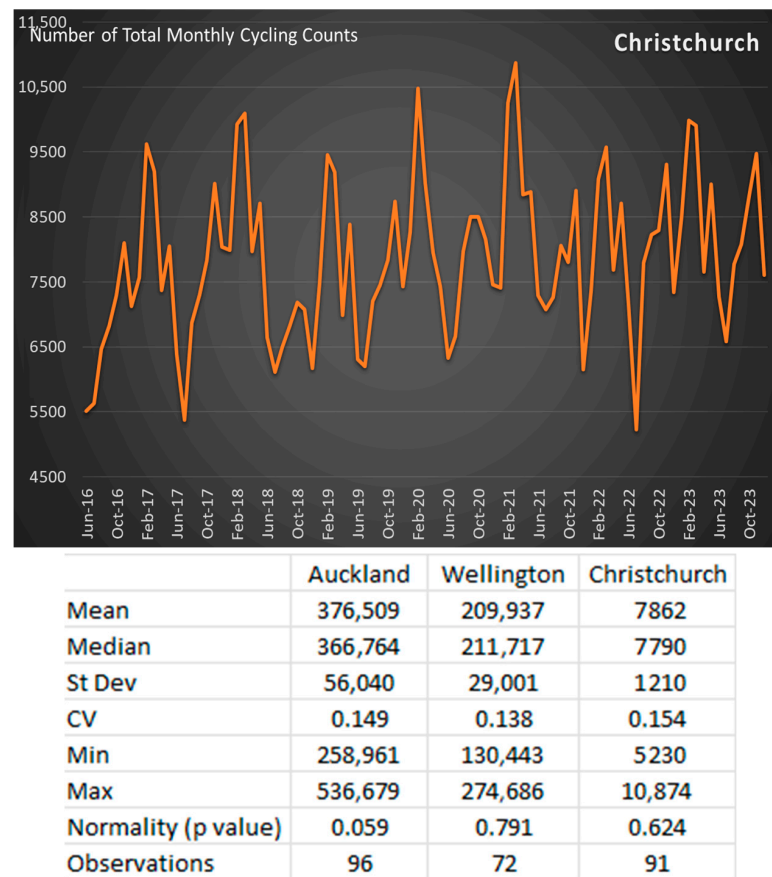 11,500
Number of Total Monthly Cycling Counts
Christchurch
10,500
9500
8500
7500
6500
5500
4500
Jun-16 Oct-16 Feb-17 Jun-17 Oct-17 Feb-18 Jun-18 Oct-18 Feb-19 Jun-19 Oct-19 Feb-20 Jun-20 Oct-20 Feb-21 Jun-21 Oct-21 Feb-22 Jun-22 Oct-22 Feb-23 Jun-23 Oct-23
Auckland Wellington Christchurch
Mean 376,509 209,937 7862
Median 366,764 211,717 7790
St Dev 56,040 29,001 1210
CV 0.149 0.138 0.154
Min 258,961 130,443 5230
Max 536,679 274,686 10,874
Normality (p value) 0.059 0.791 0.624
Observations 96 72 91